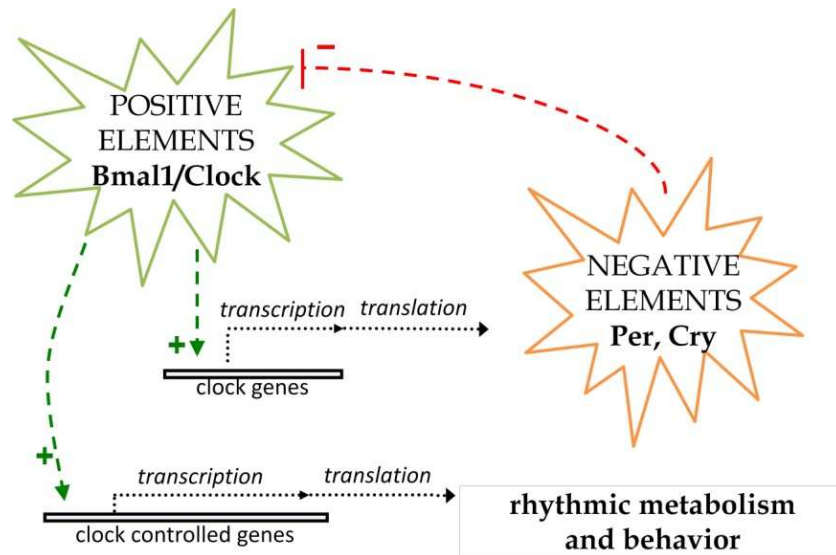 POSITIVE
ELEMENTS
Bmal1/Clock
−
NEGATIVE
ELEMENTS
Per, Cry
transcription translation
+
clock genes
+
transcription translation
clock controlled genes
rhythmic metabolism
and behavior